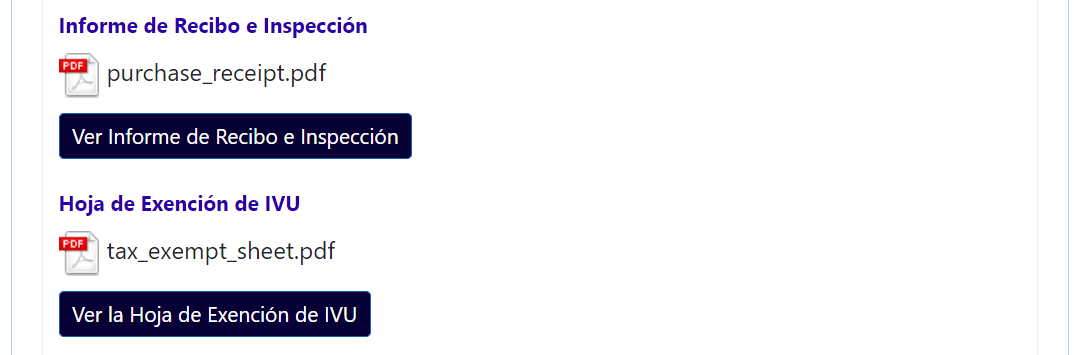 Informe de Recibo e Inspección
PDF
purchase_receipt.pdf
Ver Informe de Recibo e Inspección
Hoja de Exención de IVU
PDF
tax_exempt_sheet.pdf
Ver la Hoja de Exención de IVU